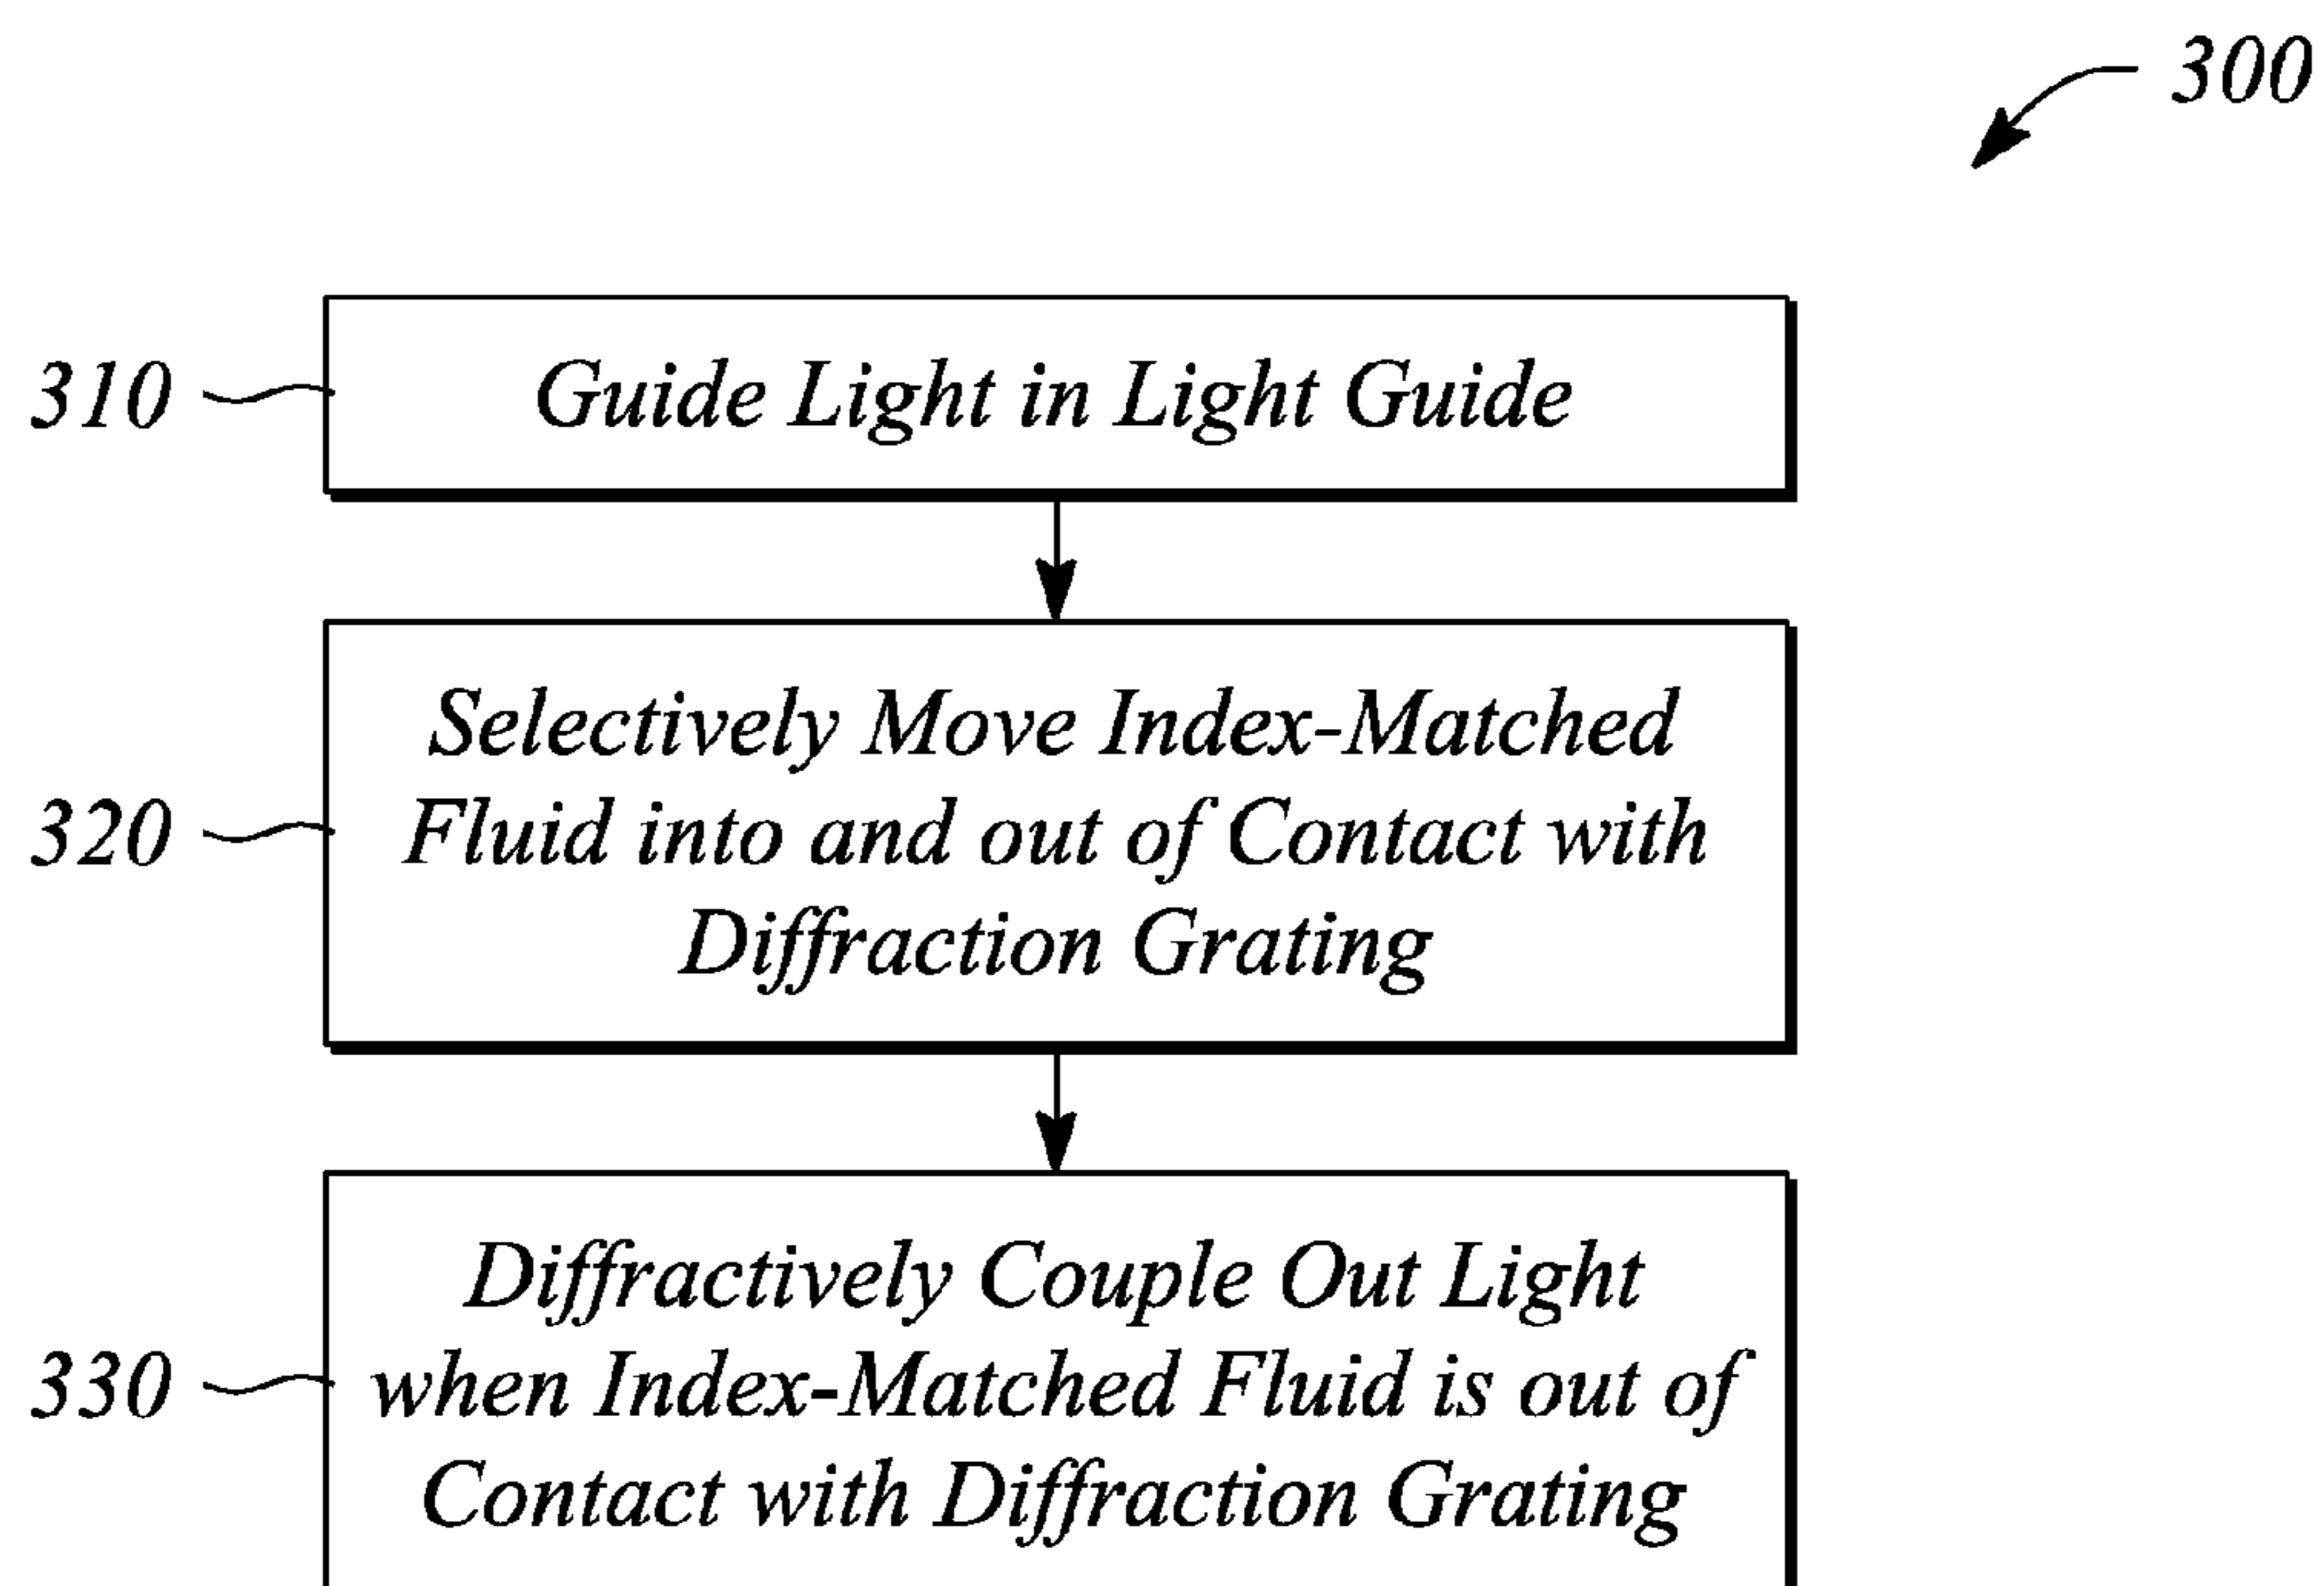 300
310
Guide Light in Light Guide
Selectively Move Index-Matched
320
Fluid into and out of Contact with
Diffraction Grating
Diffractively Couple Out Light
330
when Index-Matched Fluid is out of
Contact with Diffraction Grating